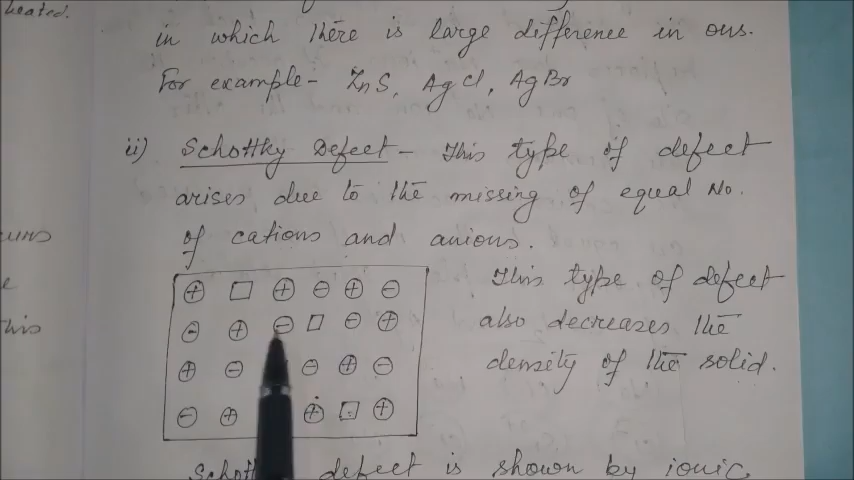 heated.
in which there is large difference in ons.
For example - ZnS, AgCl, AgBr
ii) Schottky Defect - This type of defect
arises due to the missing of equal No.
of cations and anions.
This type of defect
also decreases the
density of the solid.
+ + - + -
- + - - +
+ - - + -
- + + +
defect is shown by ionic